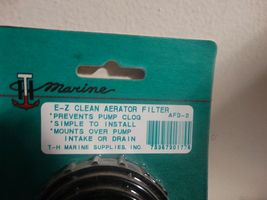 TH Marine
E-Z CLEAN AERATOR FILTER
*PREVENTS PUMP CLOG AFD-2
*SIMPLE TO INSTALL
*MOUNTS OVER PUMP
INTAKE OR DRAIN
T-H MARINE SUPPLIES, INC.